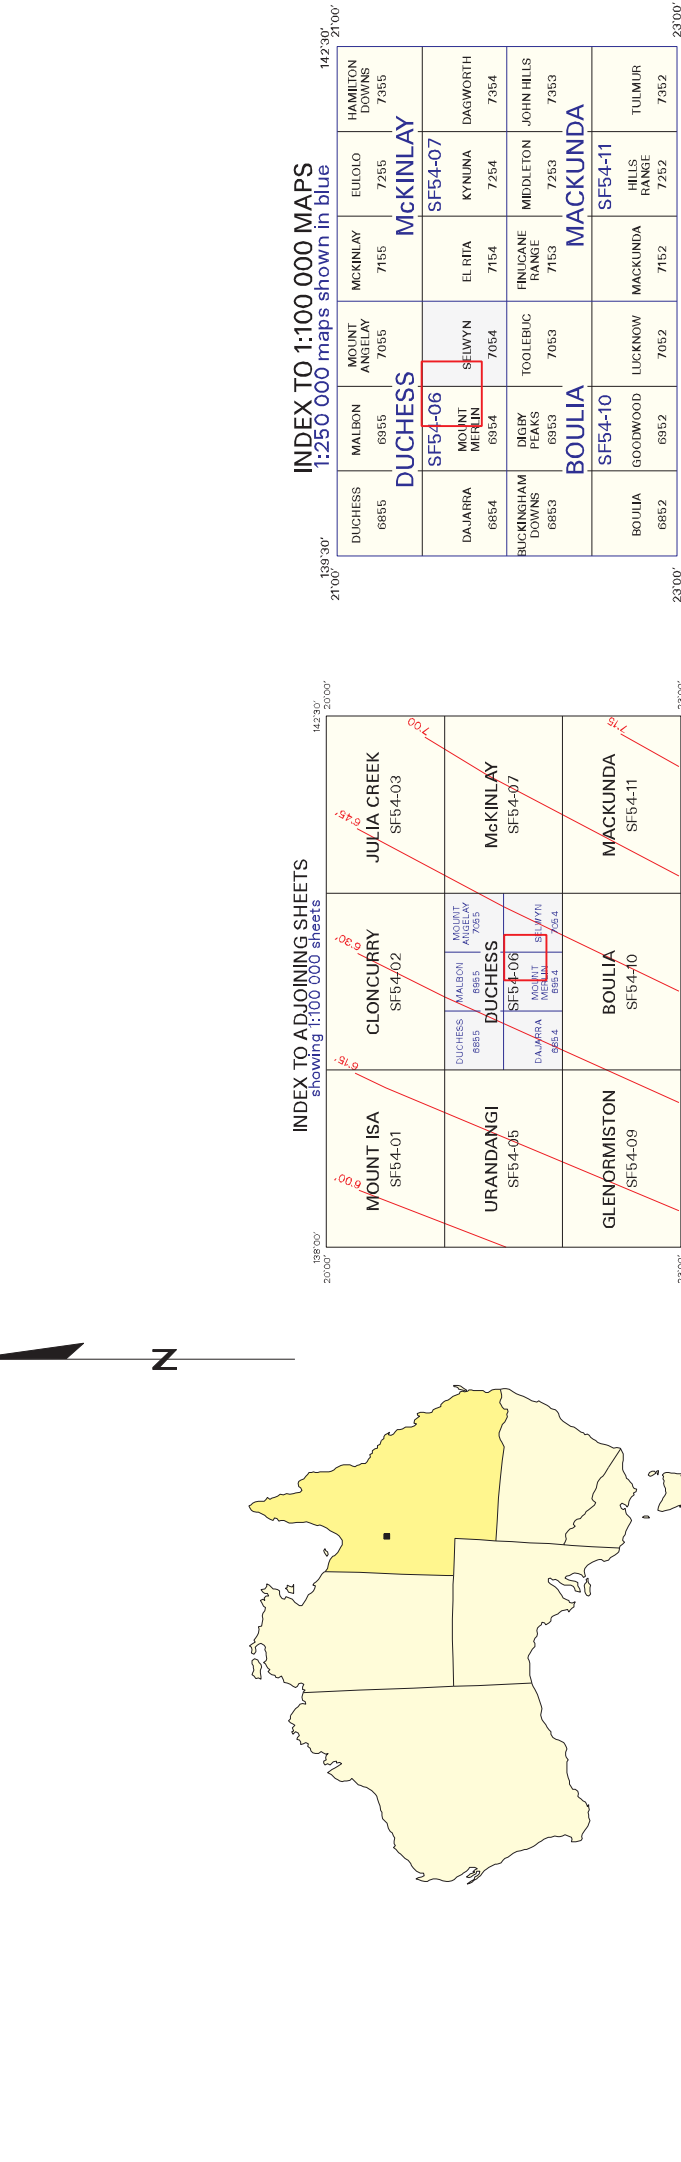 INDEX TO 1:100 000 MAPS
1:250 000 maps shown in blue
139°30'
142°30'
21°00'
21°00'
DUCHESS
6855
MALBON
6955
MOUNT
ANGELAY
7055
MCKINLAY
7155
EULOLO
7255
HAMILTON
DOWNS
7355
DUCHESS
McKINLAY
SF54-06
SF54-07
DAJARRA
6854
MOUNT
MERLIN
6954
SELWYN
7054
EL RITA
7154
KYNUNA
7254
DAGWORTH
7354
BUCKINGHAM
DOWNS
6853
DIGBY
PEAKS
6953
TOOLEBUC
7053
FINUCANE
RANGE
7153
MIDDLETON
7253
JOHN HILLS
7353
BOULIA
MACKUNDA
SF54-10
SF54-11
BOULIA
6852
GOODWOOD
6952
LUCKNOW
7052
MACKUNDA
7152
HILLS
RANGE
7252
TULMUR
7352
23°00'
23°00'
INDEX TO ADJOINING SHEETS
showing 1:100 000 sheets
138°00'
142°30'
20°00'
20°00'
6°00'
6°15'
6°30'
6°45'
7°00'
7°15'
MOUNT ISA
SF54-01
CLONCURRY
SF54-02
JULIA CREEK
SF54-03
URANDANGI
SF54-05
DUCHESS
6855
MALBON
6955
MOUNT
ANGELAY
7055
DUCHESS
SF54-06
DAJARRA
6854
MOUNT
MERLIN
6954
SELWYN
7054
McKINLAY
SF54-07
GLENORMISTON
SF54-09
BOULIA
SF54-10
MACKUNDA
SF54-11
23°00'
23°00'
N